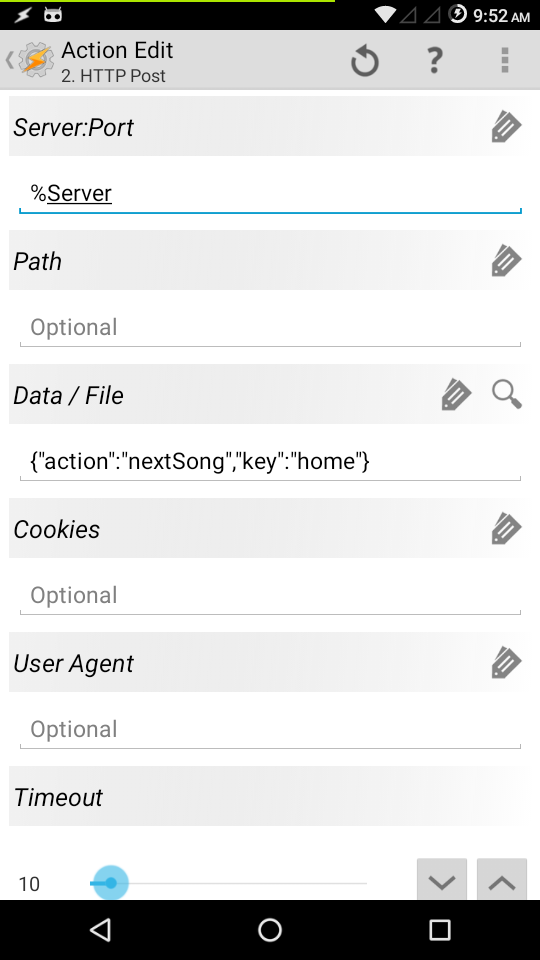 9:52 AM
Action Edit
2. HTTP Post
Server:Port
%Server
Path
Optional
Data / File
{"action":"nextSong","key":"home"}
Cookies
Optional
User Agent
Optional
Timeout
10